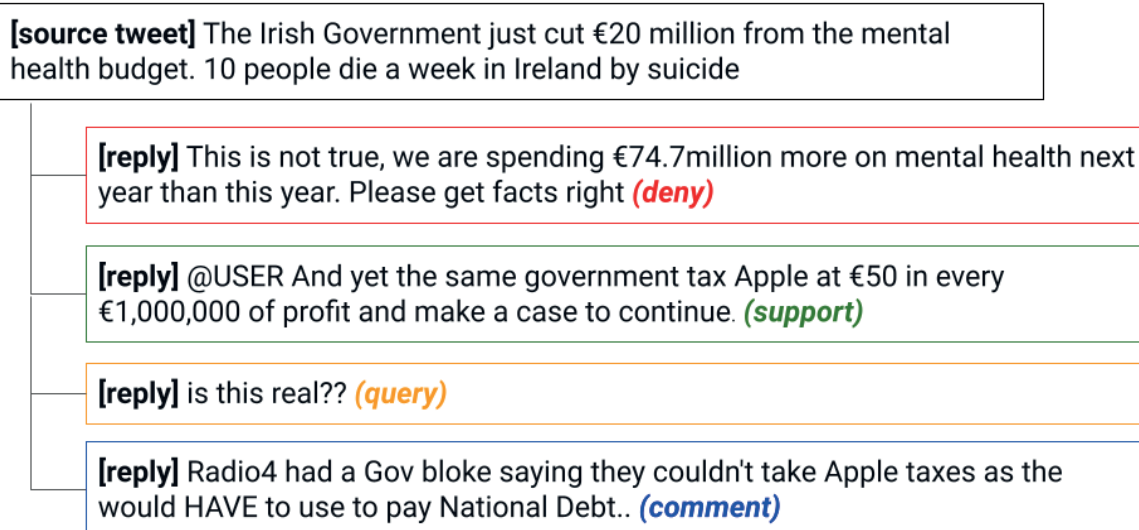 [source tweet] The Irish Government just cut €20 million from the mental
health budget. 10 people die a week in Ireland by suicide
[reply] This is not true, we are spending €74.7million more on mental health next
year than this year. Please get facts right (deny)
[reply] @USER And yet the same government tax Apple at €50 in every
€1,000,000 of profit and make a case to continue. (support)
[reply] is this real?? (query)
[reply] Radio4 had a Gov bloke saying they couldn't take Apple taxes as the
would HAVE to use to pay National Debt.. (comment)